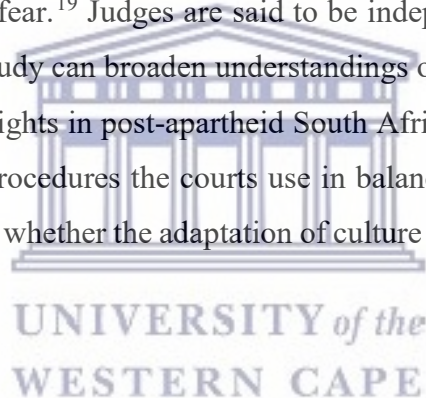 fear.19 Judges are said to be indep
udy can broaden understandings o
ights in post-apartheid South Afri
rocedures the courts use in balanc
whether the adaptation of culture
UNIVERSITY of the
WESTERN CAPE